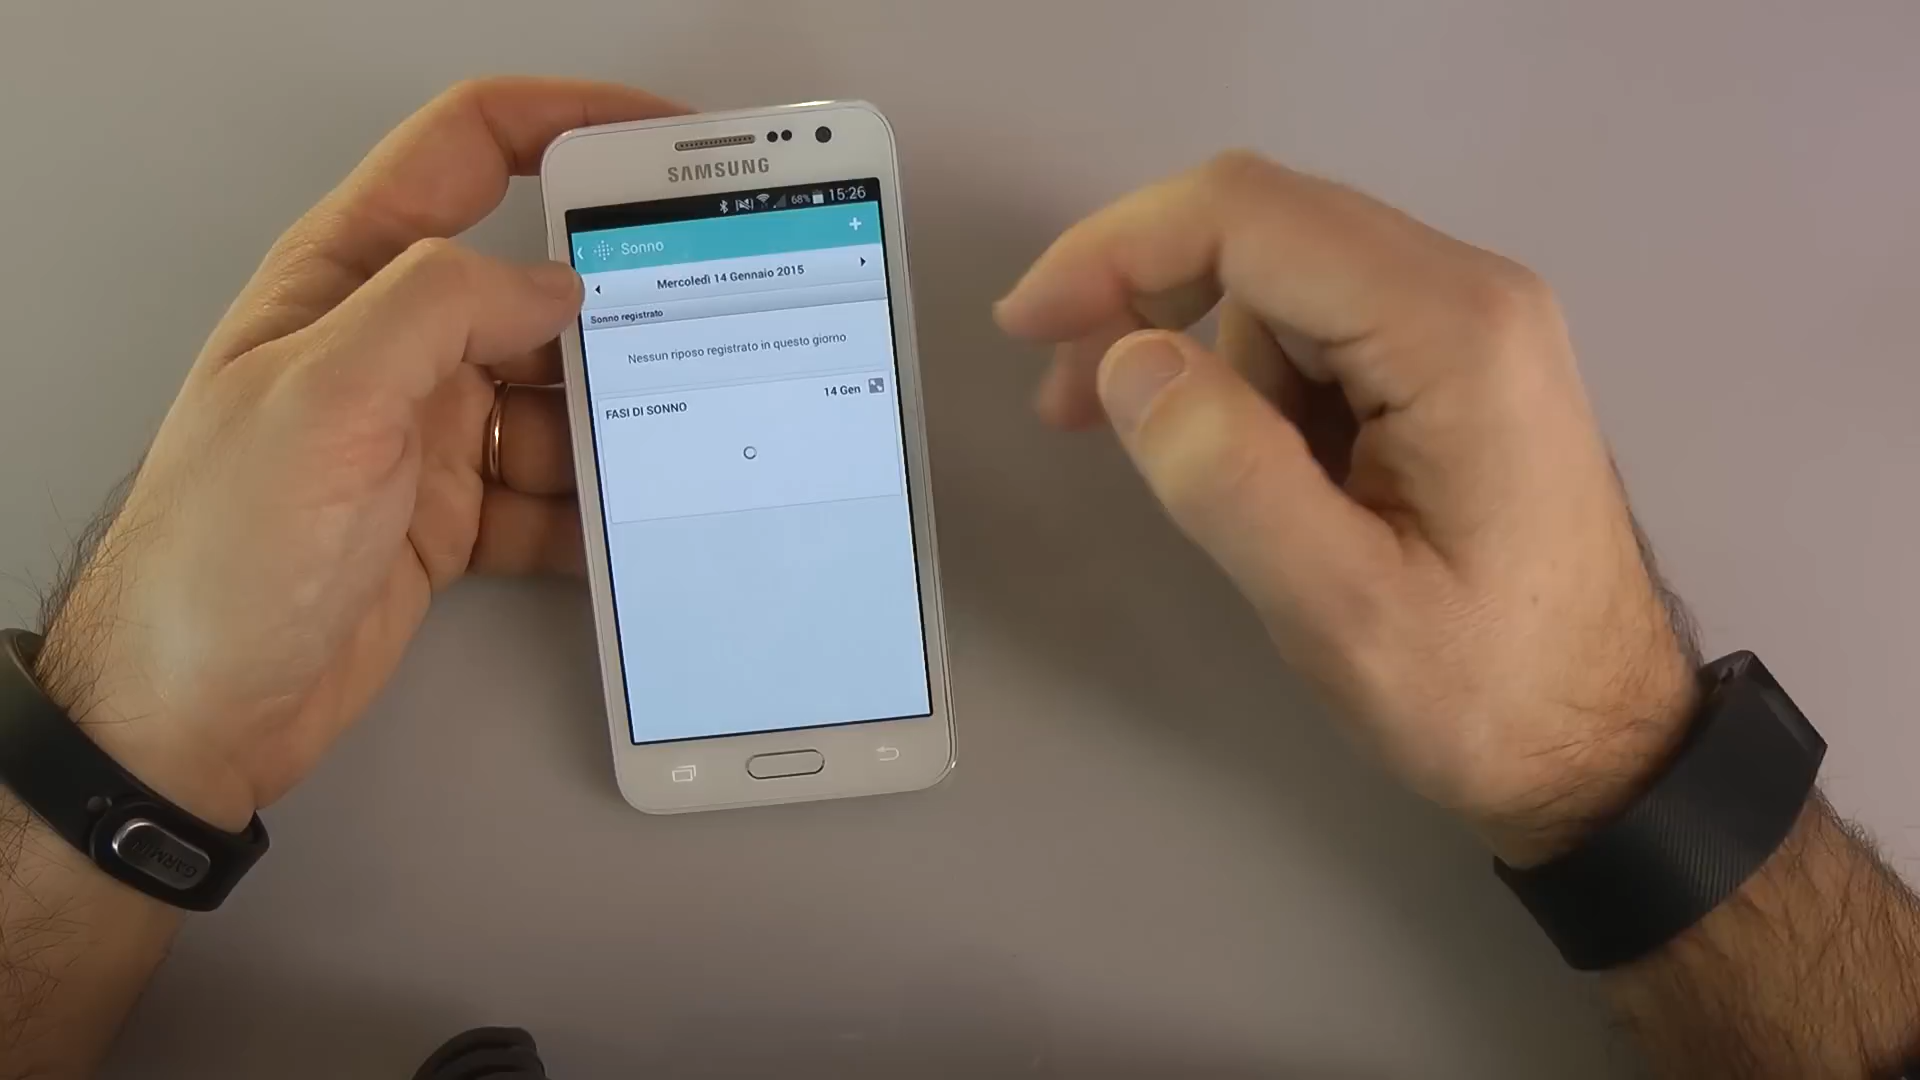 SAMSUNG
68% 15:26
Sonno
+
Mercoledì 14 Gennaio 2015
Sonno registrato
Nessun riposo registrato in questo giorno
14 Gen
FASI DI SONNO
GARMIN